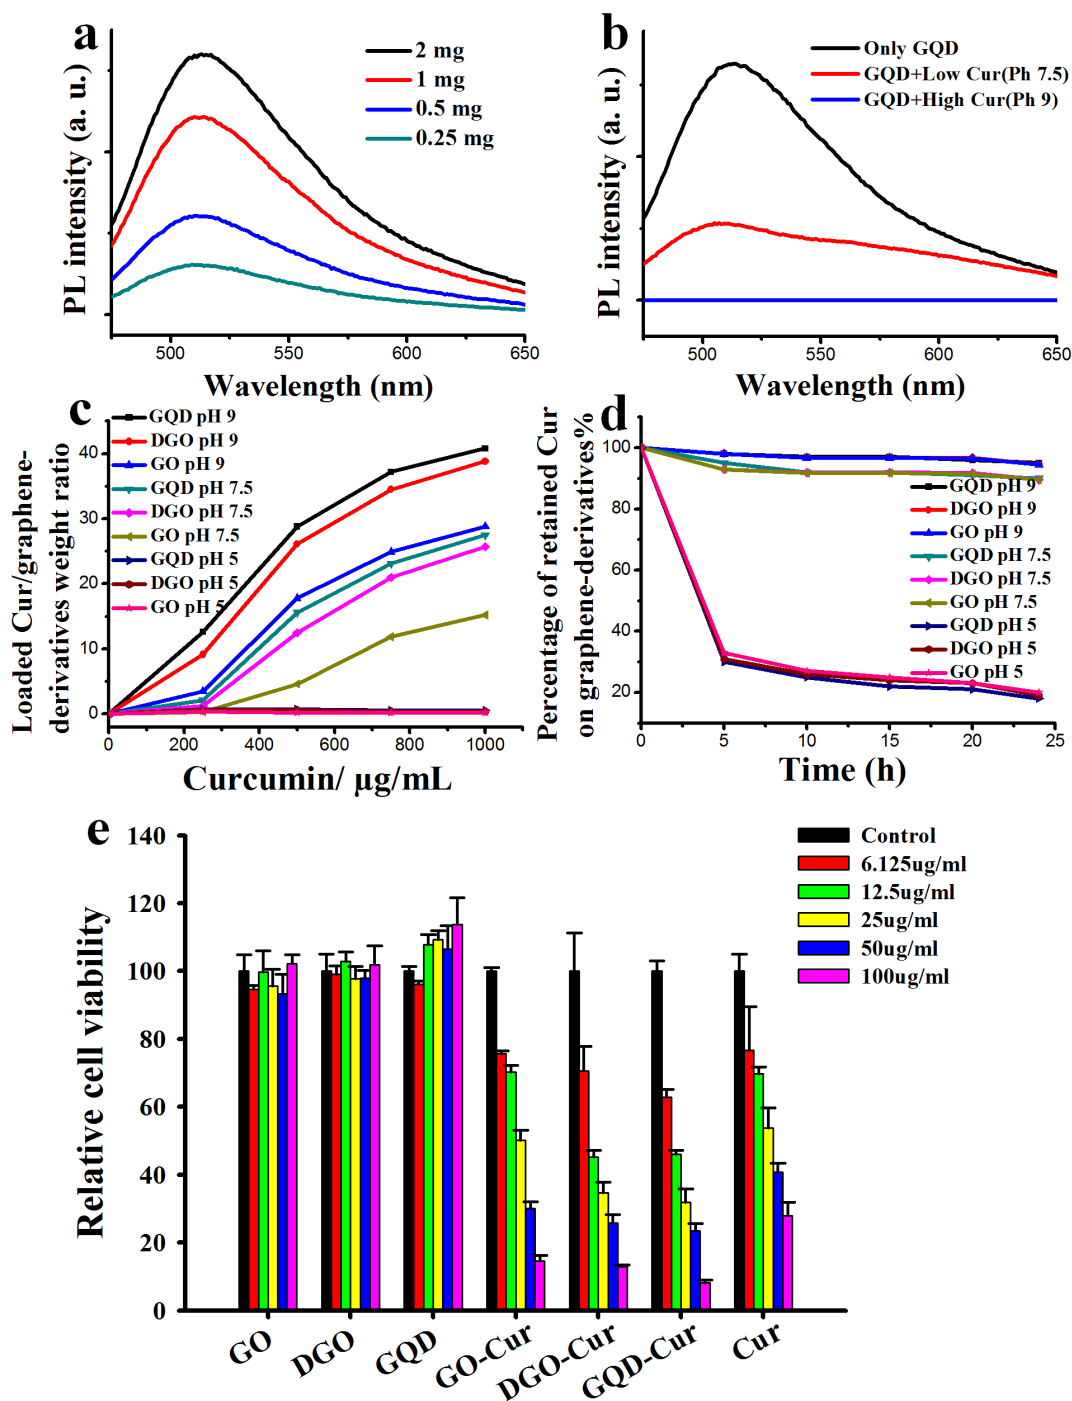 a
PL intensity (a. u.)
2 mg
1 mg
0.5 mg
0.25 mg
500
550
600
650
Wavelength (nm)
b
PL intensity (a. u.)
Only GQD
GQD+Low Cur(Ph 7.5)
GQD+High Cur(Ph 9)
500
550
600
650
Wavelength (nm)
c
Loaded Cur/graphene-
derivatives weight ratio
GQD pH 9
DGO pH 9
GO pH 9
GQD pH 7.5
DGO pH 7.5
GO pH 7.5
GQD pH 5
DGO pH 5
GO pH 5
40
30
20
10
0
0
200
400
600
800
1000
Curcumin/ µg/mL
d
Percentage of retained Cur
on graphene-derivatives%
100
80
60
40
20
GQD pH 9
DGO pH 9
GO pH 9
GQD pH 7.5
DGO pH 7.5
GO pH 7.5
GQD pH 5
DGO pH 5
GO pH 5
0
5
10
15
20
25
Time (h)
e
Relative cell viability
140
120
100
80
60
40
20
0
Control
6.125ug/ml
12.5ug/ml
25ug/ml
50ug/ml
100ug/ml
GO
DGO
GQD
GO-Cur
DGO-Cur
GQD-Cur
Cur